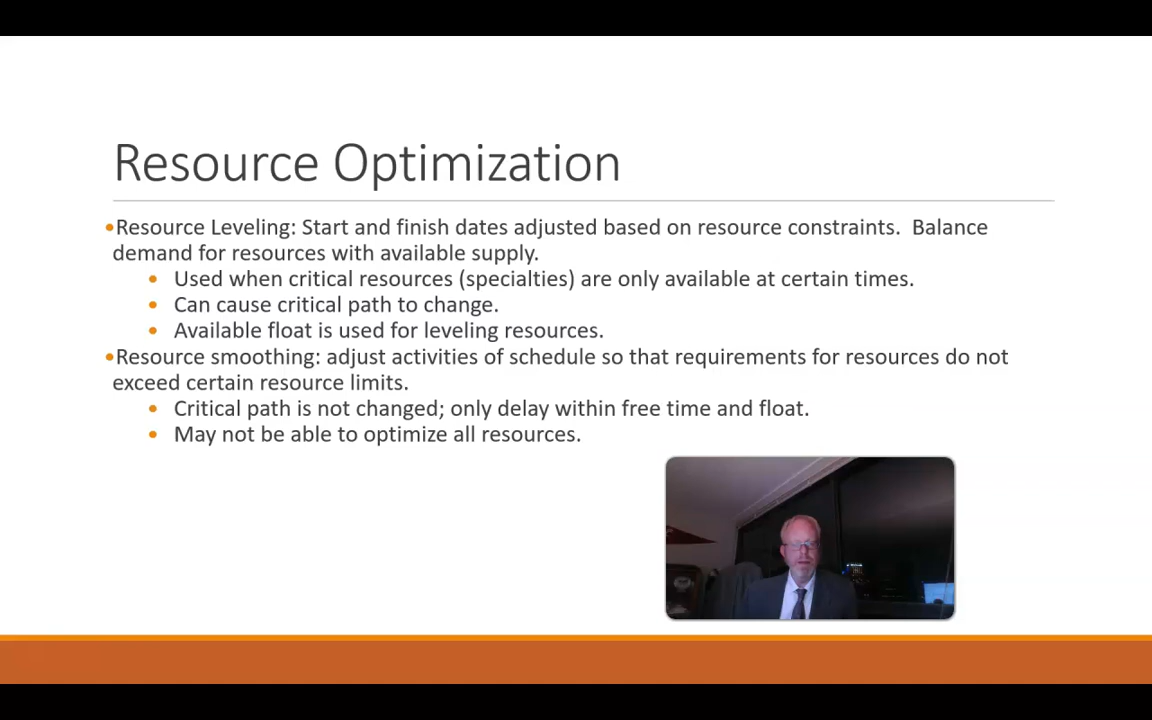 Resource Optimization
•Resource Leveling: Start and finish dates adjusted based on resource constraints.  Balance
demand for resources with available supply.
• Used when critical resources (specialties) are only available at certain times.
• Can cause critical path to change.
• Available float is used for leveling resources.
•Resource smoothing: adjust activities of schedule so that requirements for resources do not
exceed certain resource limits.
• Critical path is not changed; only delay within free time and float.
• May not be able to optimize all resources.